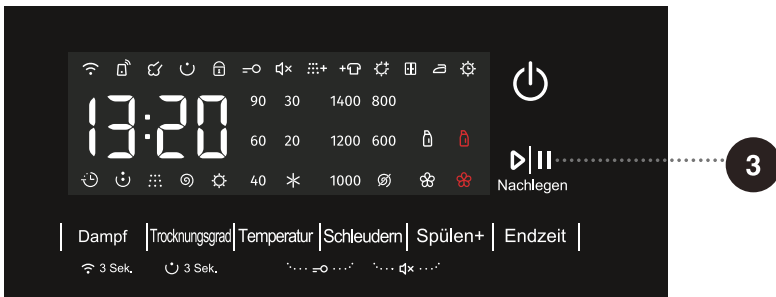 90 30 1400 800
13:20
60 20 1200 600
3
Nachlegen
40 1000
Dampf Trocknungsgrad Temperatur Schleudern Spülen+ Endzeit
3 Sek. 3 Sek.